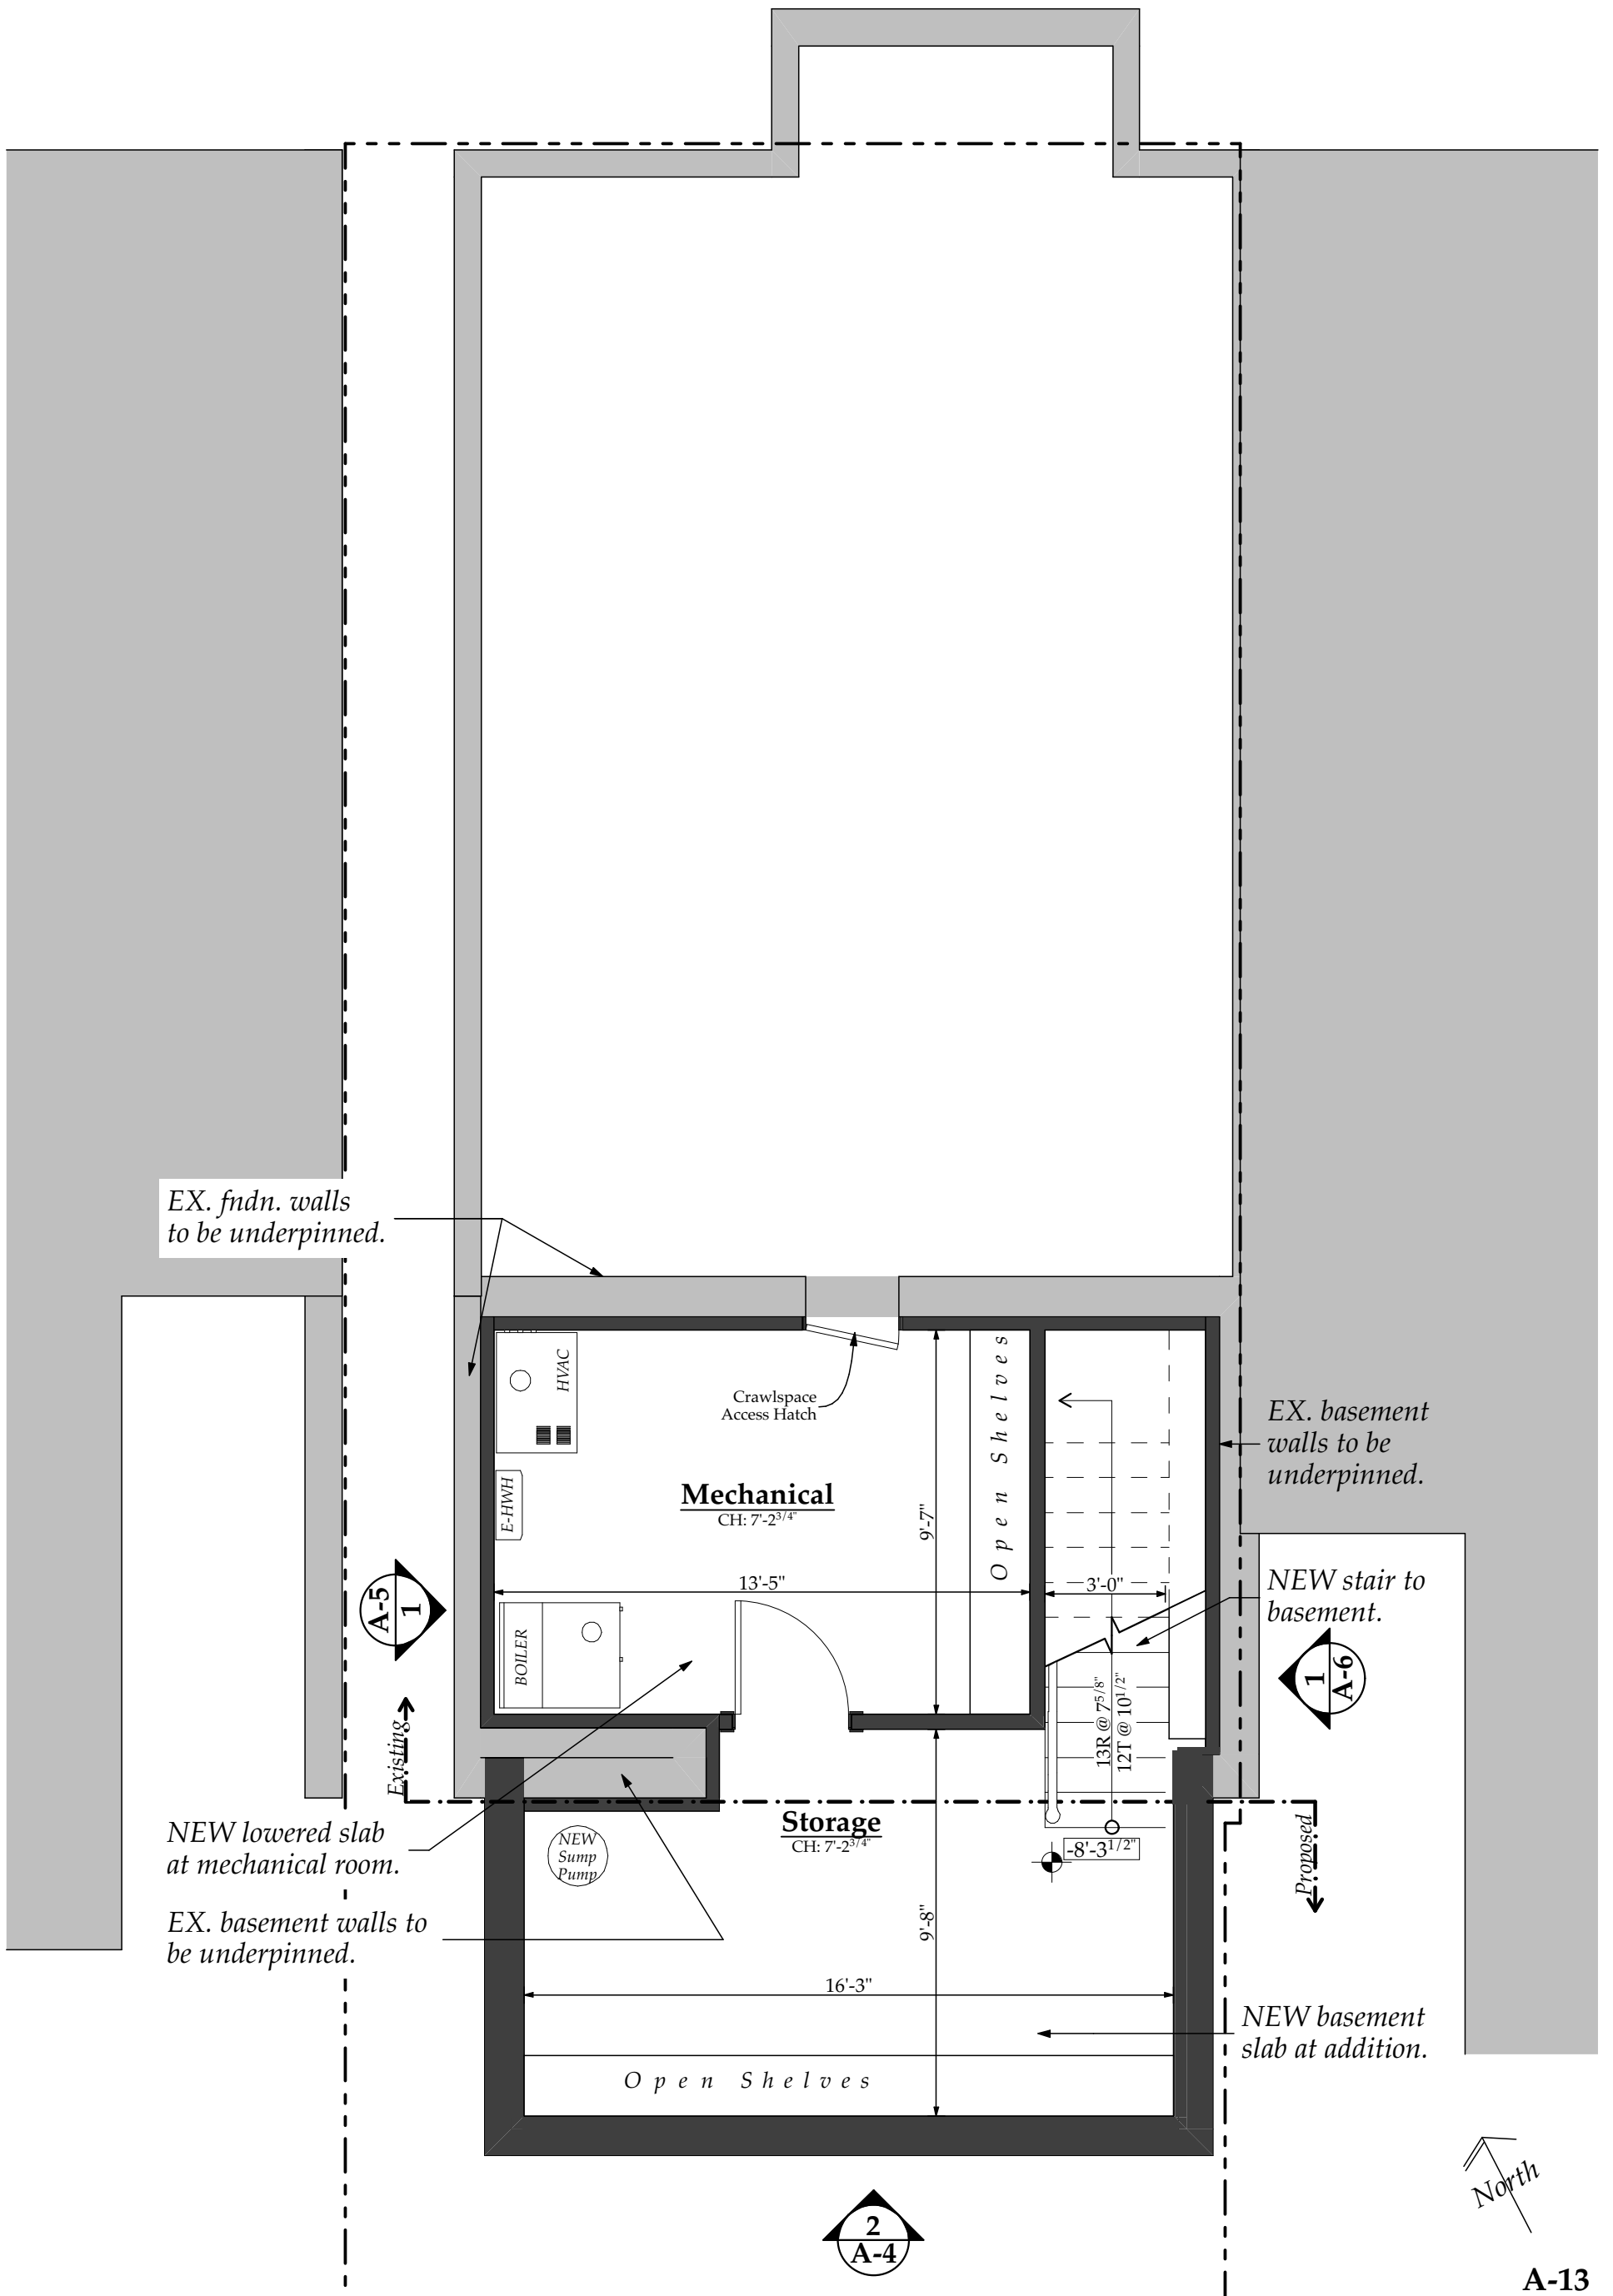 EX. fndn. walls
to be underpinned.
HVAC
Crawlspace
Access Hatch
Open Shelves
EX. basement
walls to be
underpinned.
E-HWH
Mechanical
CH: 7'-2 3/4"
9'-7"
13'-5"
3'-0"
NEW stair to
basement.
A-5
1
BOILER
1
A-6
13R @ 7 5/8"
12T @ 10 1/2"
Existing
NEW lowered slab
at mechanical room.
NEW
Sump
Pump
Storage
CH: 7'-2 3/4"
-8'-3 1/2"
Proposed
EX. basement walls to
be underpinned.
9'-8"
16'-3"
NEW basement
slab at addition.
Open Shelves
North
2
A-4
A-13